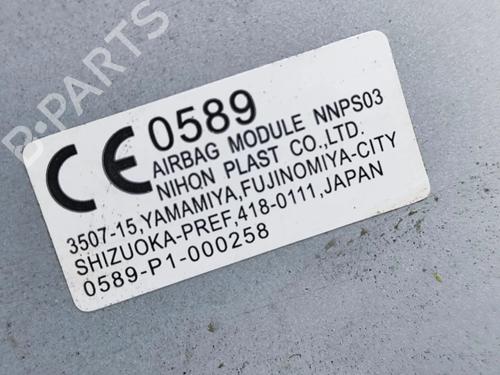 B-PARTS
CE 0589
AIRBAG MODULE NNPS03
NIHON PLAST CO.,LTD.
3507-15,YAMAMIYA,FUJINOMIYA-CITY
SHIZUOKA-PREF,418-0111,JAPAN
0589-P1-000258